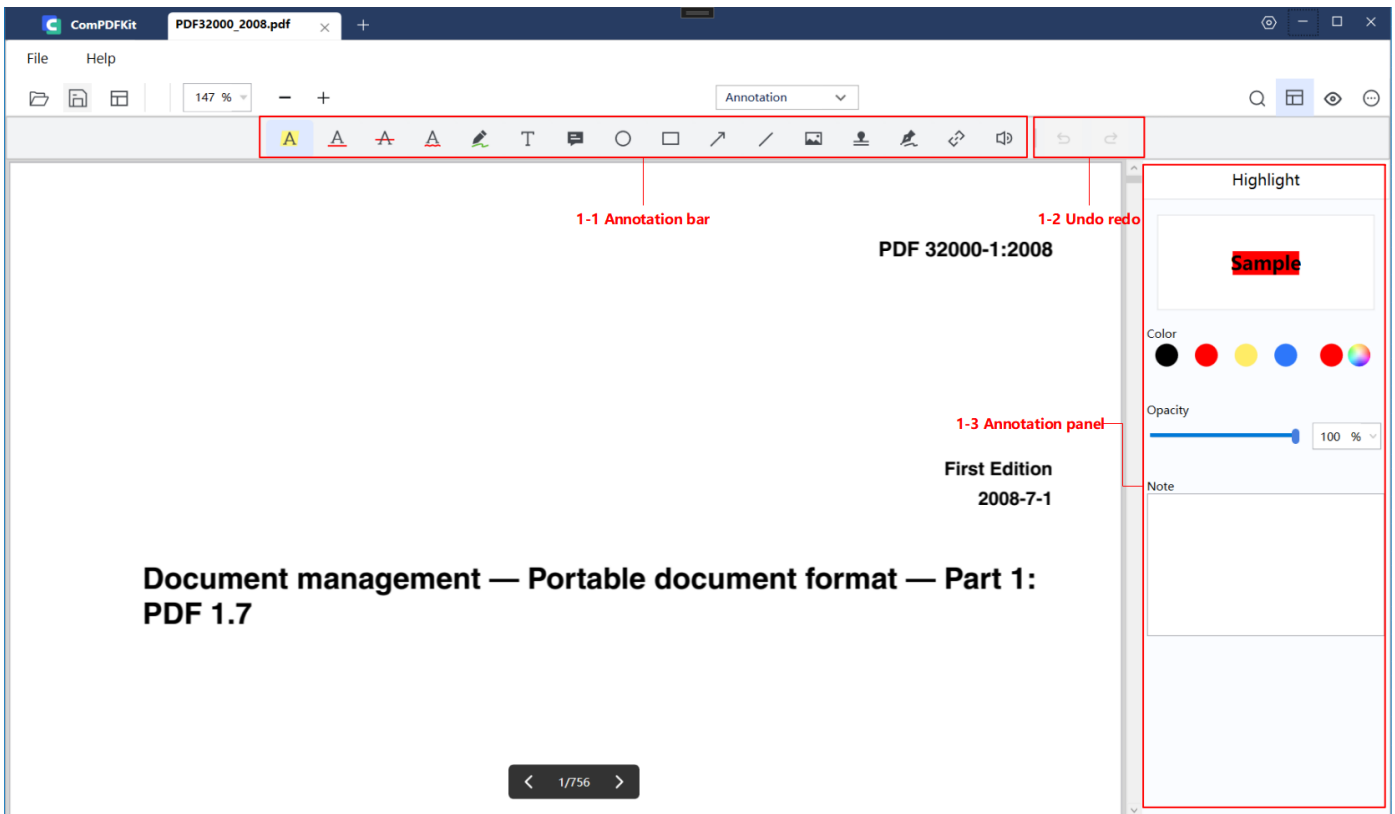 ComPDFKit PDF32000_2008.pdf
File Help
147 % Annotation
A A A A T
1-1 Annotation bar
1-2 Undo redo
Highlight
PDF 32000-1:2008
Sample
Color
Opacity
1-3 Annotation panel
100 %
First Edition
2008-7-1
Note
Document management — Portable document format — Part 1:
PDF 1.7
1/756